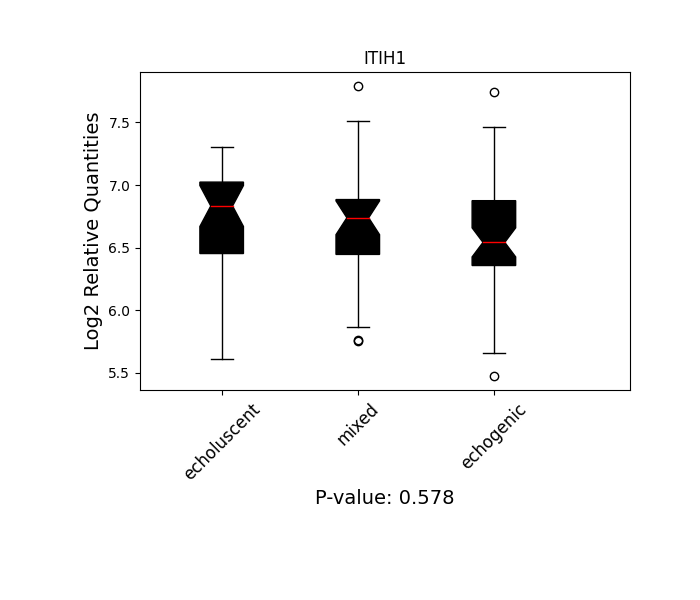 ITIH1
Log2 Relative Quantities
7.5
7.0
6.5
6.0
5.5
echoluscent
mixed
echogenic
P-value: 0.578